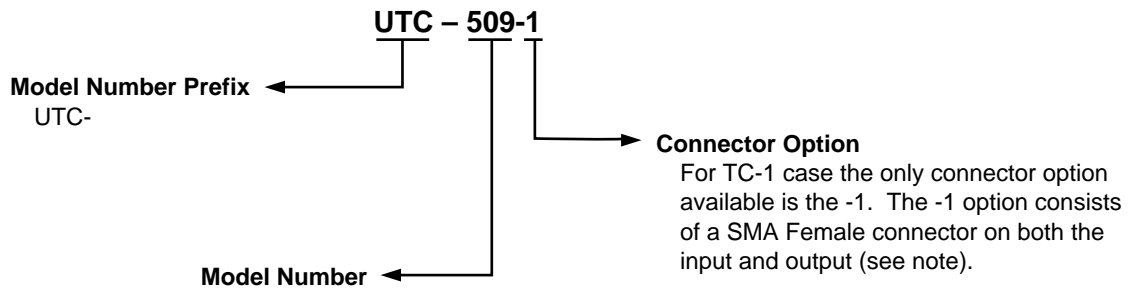 UTC – 509-1
Model Number Prefix
UTC-
Connector Option
For TC-1 case the only connector option
available is the -1.  The -1 option consists
of a SMA Female connector on both the
input and output (see note).
Model Number